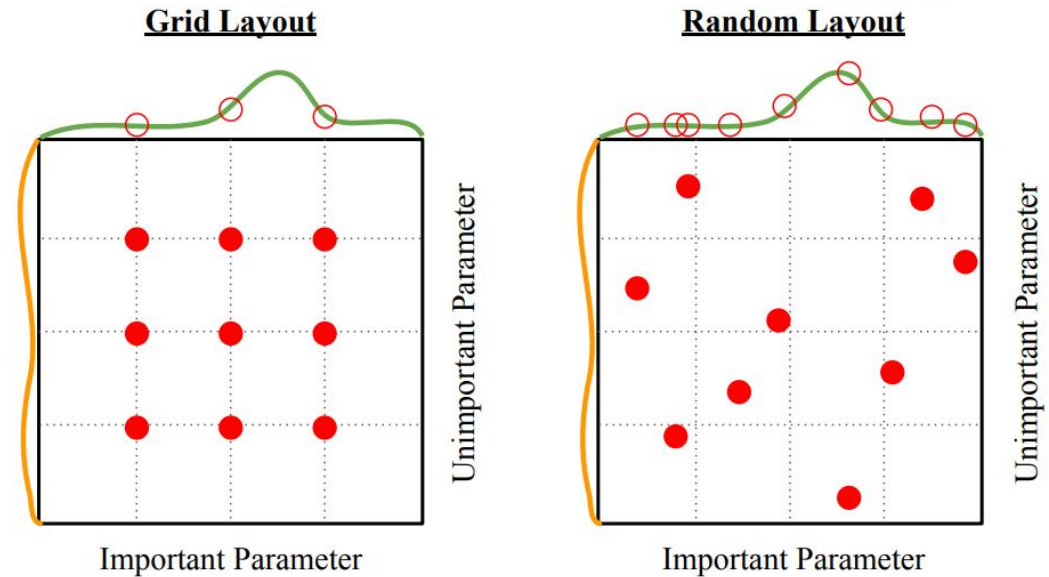 Grid Layout
Random Layout
Unimportant Parameter
Unimportant Parameter
Important Parameter
Important Parameter